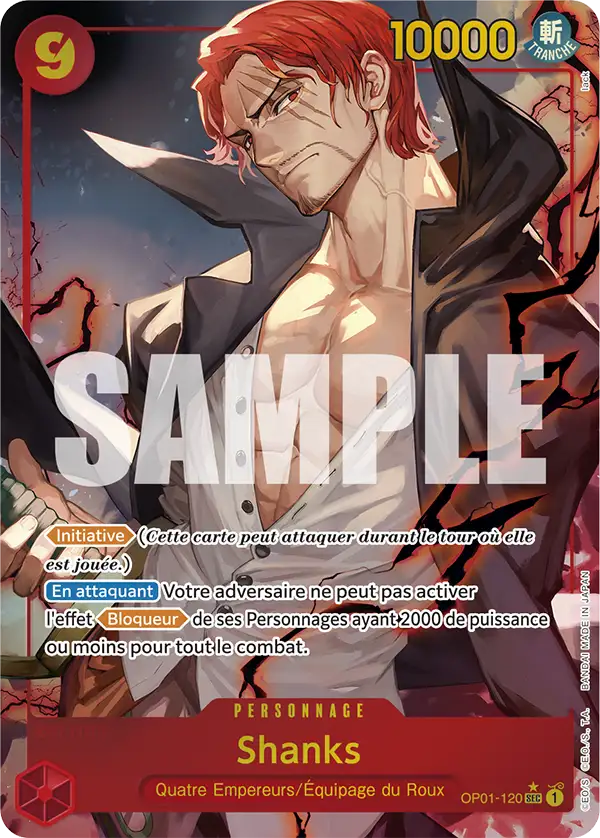 9
10000
斬
TRANCHE
lack
SAMPLE
Initiative (Cette carte peut attaquer durant le tour où elle
est jouée.)
En attaquant Votre adversaire ne peut pas activer
l'effet Bloqueur de ses Personnages ayant 2000 de puissance
ou moins pour tout le combat.
PERSONNAGE
Shanks
Quatre Empereurs/Équipage du Roux
OP01-120 SEC 1
©E.O./S. ©E.O./S., T.A. BANDAI MADE IN JAPAN